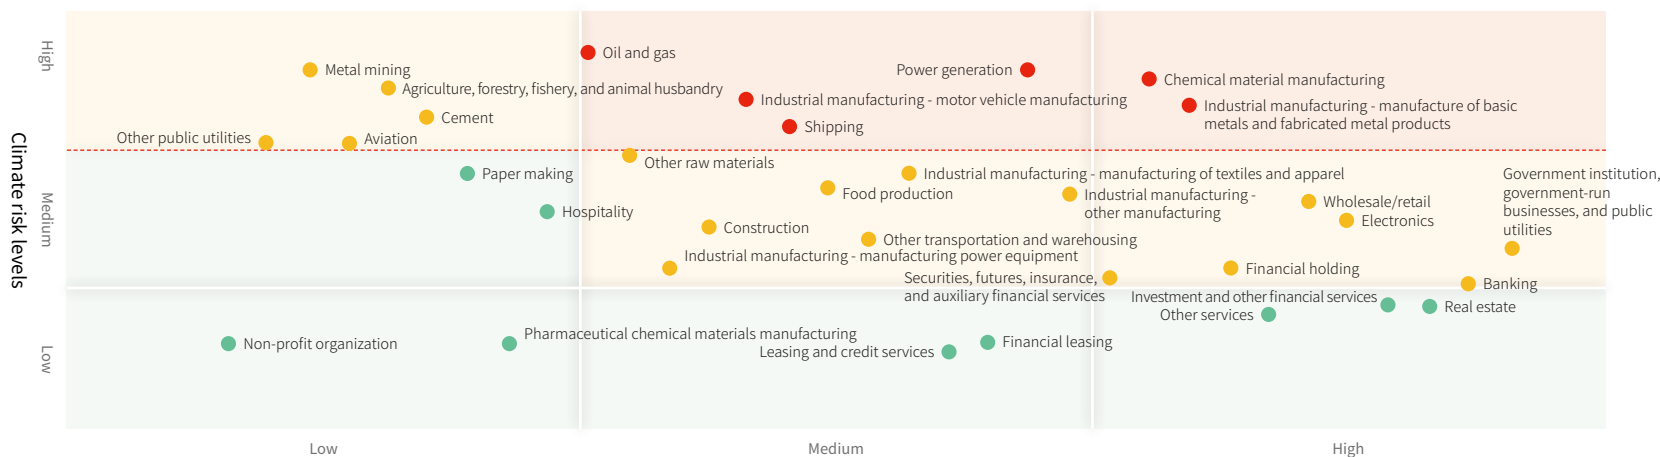 High
Oil and gas
Metal mining
Power generation
Chemical material manufacturing
Agriculture, forestry, fishery, and animal husbandry
Industrial manufacturing - motor vehicle manufacturing
Industrial manufacturing - manufacture of basic
metals and fabricated metal products
Cement
Shipping
Other public utilities
Aviation
Climate risk levels
Medium
Other raw materials
Paper making
Industrial manufacturing - manufacturing of textiles and apparel
Government institution,
government-run
businesses, and public
utilities
Food production
Industrial manufacturing -
other manufacturing
Wholesale/retail
Hospitality
Electronics
Construction
Other transportation and warehousing
Industrial manufacturing - manufacturing power equipment
Financial holding
Securities, futures, insurance,
and auxiliary financial services
Banking
Investment and other financial services
Real estate
Other services
Low
Pharmaceutical chemical materials manufacturing
Non-profit organization
Financial leasing
Leasing and credit services
Low
Medium
High